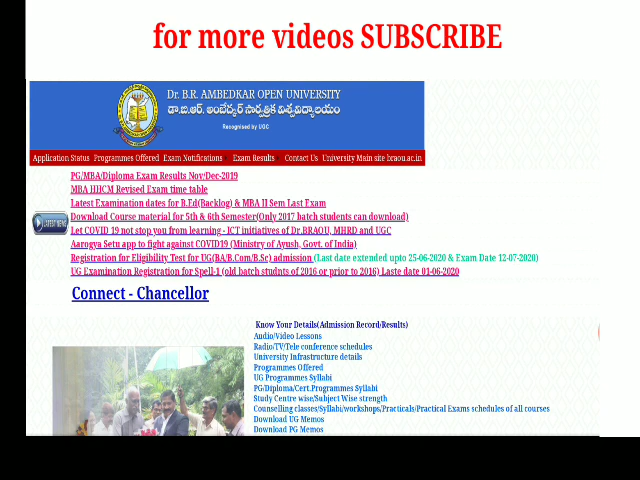 for more videos SUBSCRIBE
Dr. B.R. AMBEDKAR OPEN UNIVERSITY
డా.బి.ఆర్. అంబేద్కర్ సార్వత్రిక విశ్వవిద్యాలయం
Recognised by UGC
Application Status Programmes Offered Exam Notifications Exam Results Contact Us University Main site braou.ac.in
PG/MBA/Diploma Exam Results Nov/Dec-2019
MBA HHCM Revised Exam time table
Latest Examination dates for B.Ed(Backlog) & MBA II Sem Last Exam
LATEST NEWS
Download Course material for 5th & 6th Semester(Only 2017 batch students can download)
Let COVID 19 not stop you from learning - ICT initiatives of Dr.BRAOU, MHRD and UGC
Aarogya Setu app to fight against COVID19 (Ministry of Ayush, Govt. of India)
Registration for Eligibility Test for UG(BA/B.Com/B.Sc) admission (Last date extended upto 25-06-2020 & Exam Date 12-07-2020)
UG Examination Registration for Spell-1 (old batch studnts of 2016 or prior to 2016) Laste date 01-06-2020
Connect - Chancellor
Know Your Details(Admission Record/Results)
Audio/Video Lessons
Radio/TV/Tele conference schedules
University Infrastructure details
Programmes Offered
UG Programmes Syllabi
PG/Diploma/Cert.Programmes Syllabi
Study Centre wise/Subject Wise strength
Counselling classes/Syllabi/workshops/Practicals/Practical Exams schedules of all courses
Download UG Memos
Download PG Memos